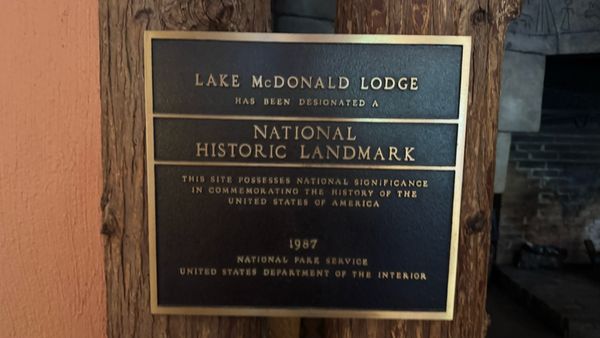 LAKE McDONALD LODGE
HAS BEEN DESIGNATED A
NATIONAL
HISTORIC LANDMARK
THIS SITE POSSESSES NATIONAL SIGNIFICANCE
IN COMMEMORATING THE HISTORY OF THE
UNITED STATES OF AMERICA
1987
NATIONAL PARK SERVICE
UNITED STATES DEPARTMENT OF THE INTERIOR